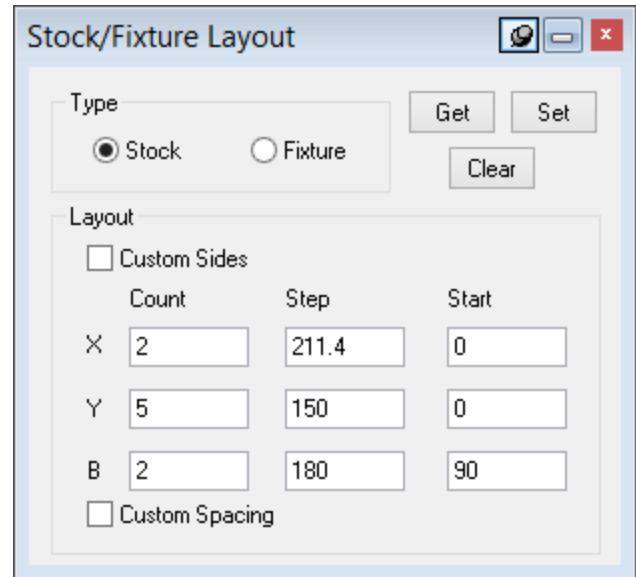 Stock/Fixture Layout
Type
Stock Fixture
Get Set
Clear
Layout
Custom Sides
Count Step Start
X 2 211.4 0
Y 5 150 0
B 2 180 90
Custom Spacing